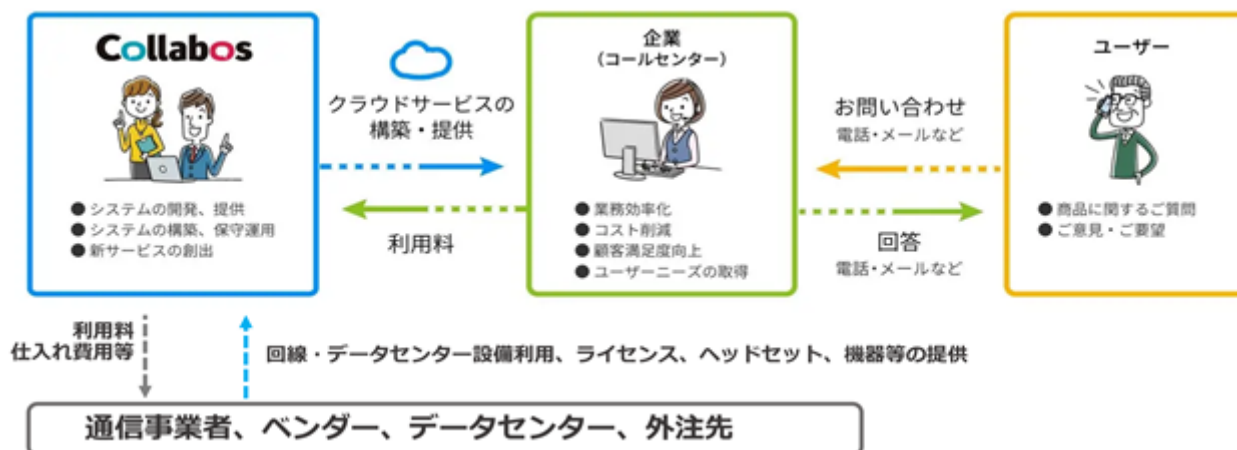 Collabos
● システムの開発、提供
● システムの構築、保守運用
● 新サービスの創出
クラウドサービスの
構築・提供
利用料
企業
（コールセンター）
● 業務効率化
● コスト削減
● 顧客満足度向上
● ユーザーニーズの取得
お問い合わせ
電話・メールなど
回答
電話・メールなど
ユーザー
● 商品に関するご質問
● ご意見・ご要望
利用料
仕入れ費用等
回線・データセンター設備利用、ライセンス、ヘッドセット、機器等の提供
通信事業者、ベンダー、データセンター、外注先